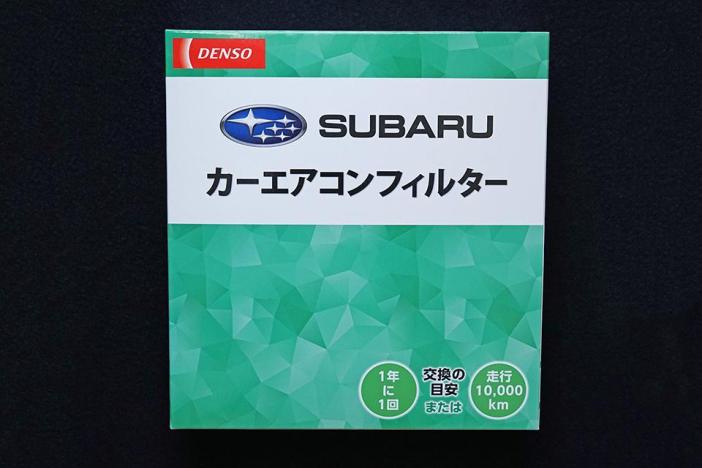 DENSO
SUBARU
カーエアコンフィルター
1年
に
1回
交換の
目安
または
走行
10,000
km